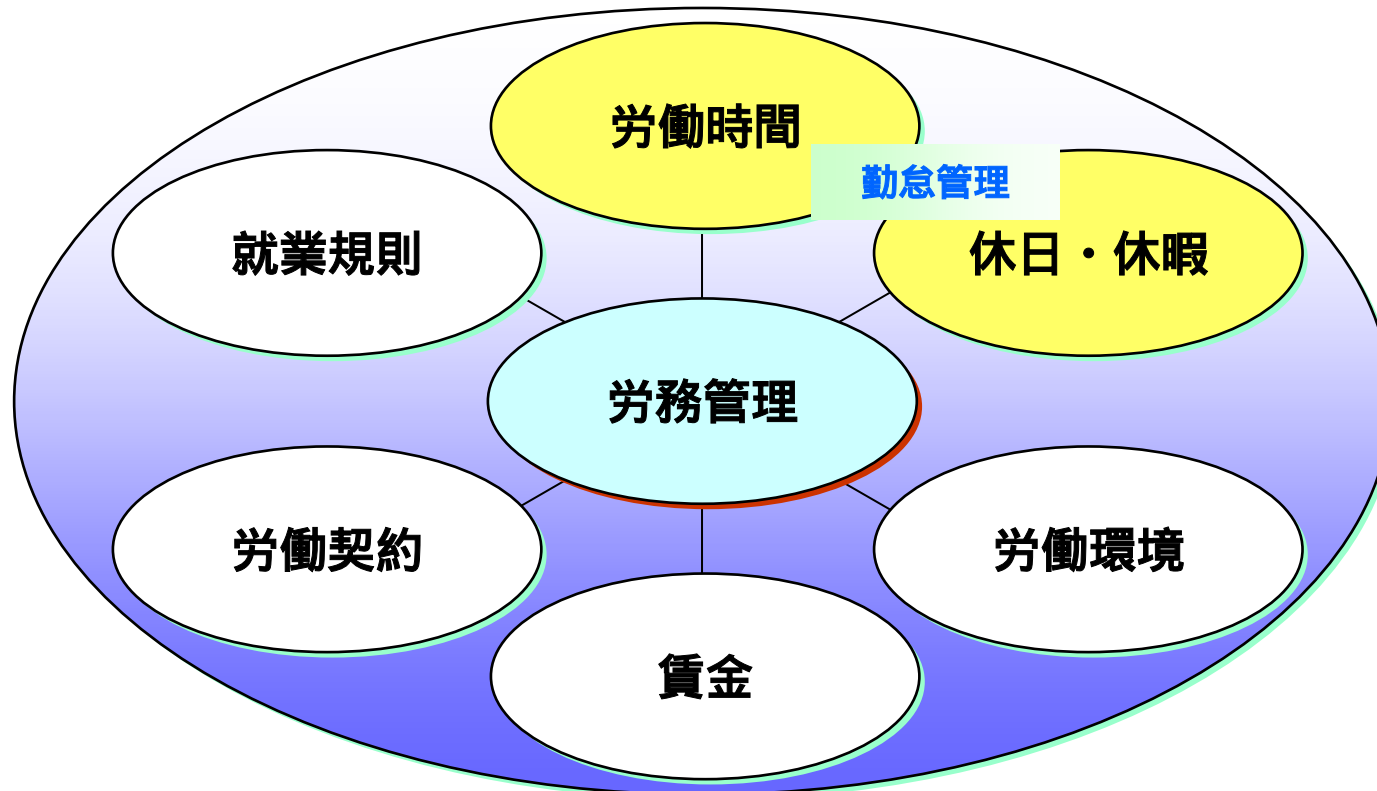 労働時間
勤怠管理
就業規則
休日・休暇
労務管理
労働契約
労働環境
賃金